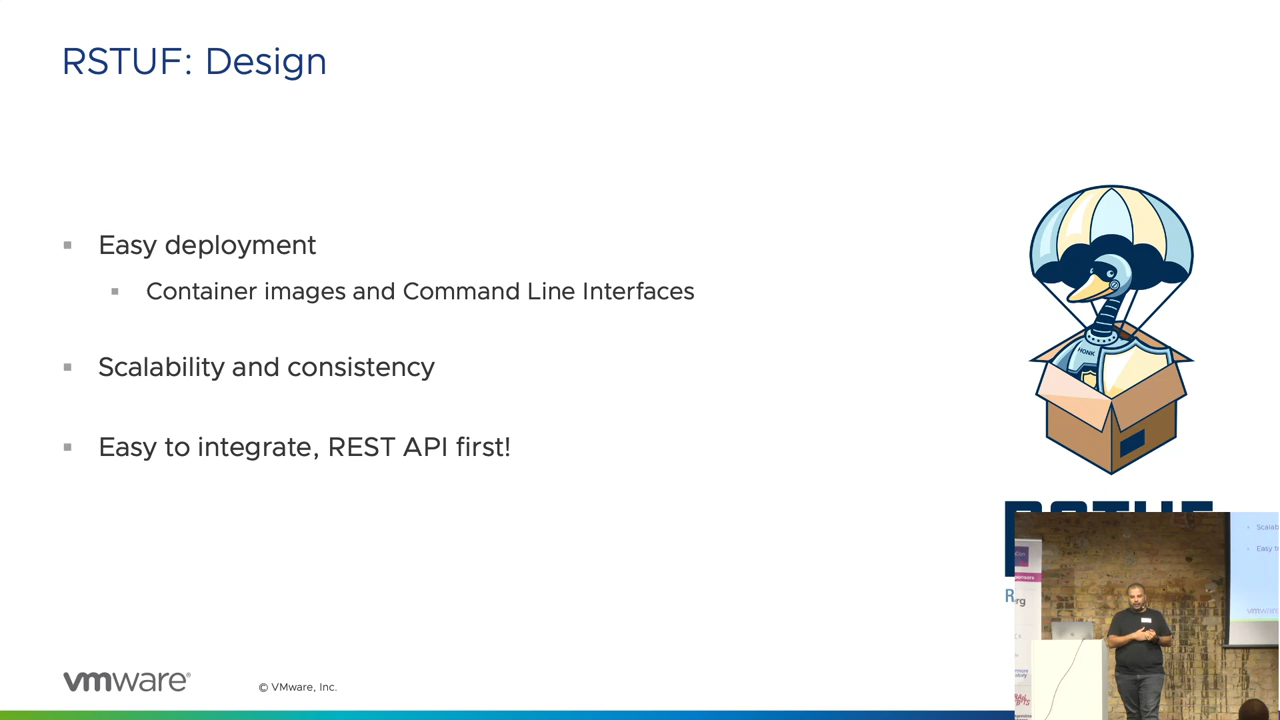 RSTUF: Design
Easy deployment
Container images and Command Line Interfaces
Scalability and consistency
Easy to integrate, REST API first!
HONK
vmware®
© VMware, Inc.